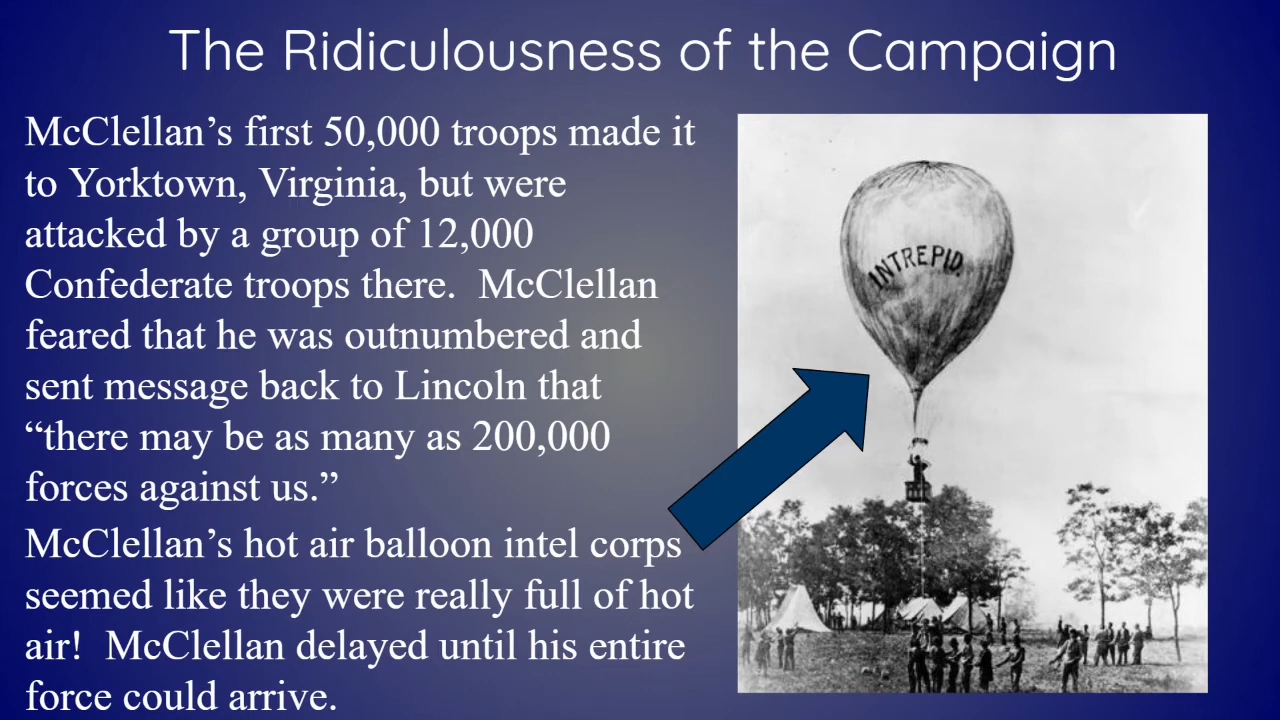 The Ridiculousness of the Campaign
McClellan’s first 50,000 troops made it
to Yorktown, Virginia, but were
attacked by a group of 12,000
Confederate troops there.  McClellan
feared that he was outnumbered and
sent message back to Lincoln that
“there may be as many as 200,000
forces against us.”
McClellan’s hot air balloon intel corps
seemed like they were really full of hot
air!  McClellan delayed until his entire
force could arrive.
INTREPID.